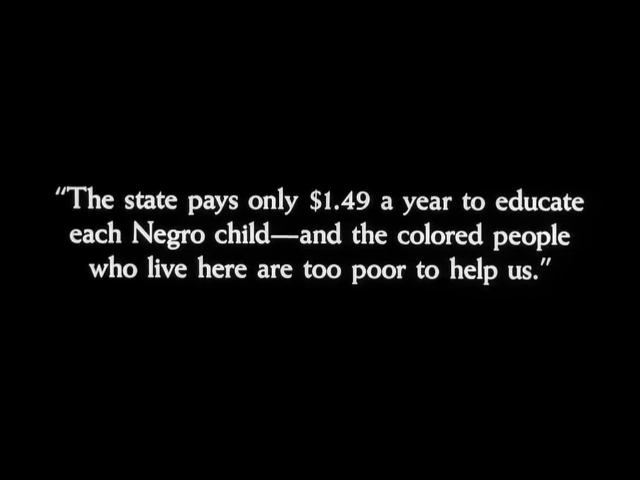 "The state pays only $1.49 a year to educate
each Negro child—and the colored people
who live here are too poor to help us."